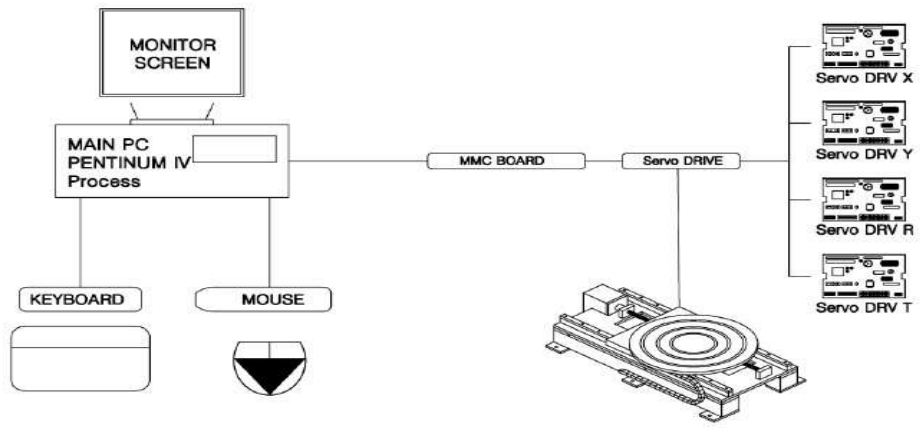 MONITOR
SCREEN
MAIN PC
PENTINUM IV
Process
MMC BOARD
Servo DRIVE
Servo DRV X
Servo DRV Y
Servo DRV R
Servo DRV T
KEYBOARD
MOUSE